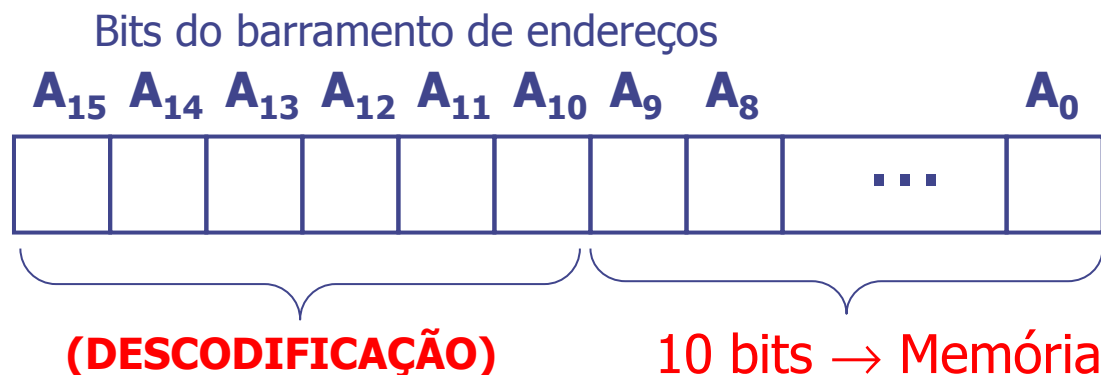 Bits do barramento de endereços
A15 A14 A13 A12 A11 A10 A9 A8 A0
...
(DESCODIFICAÇÃO) 10 bits → Memória